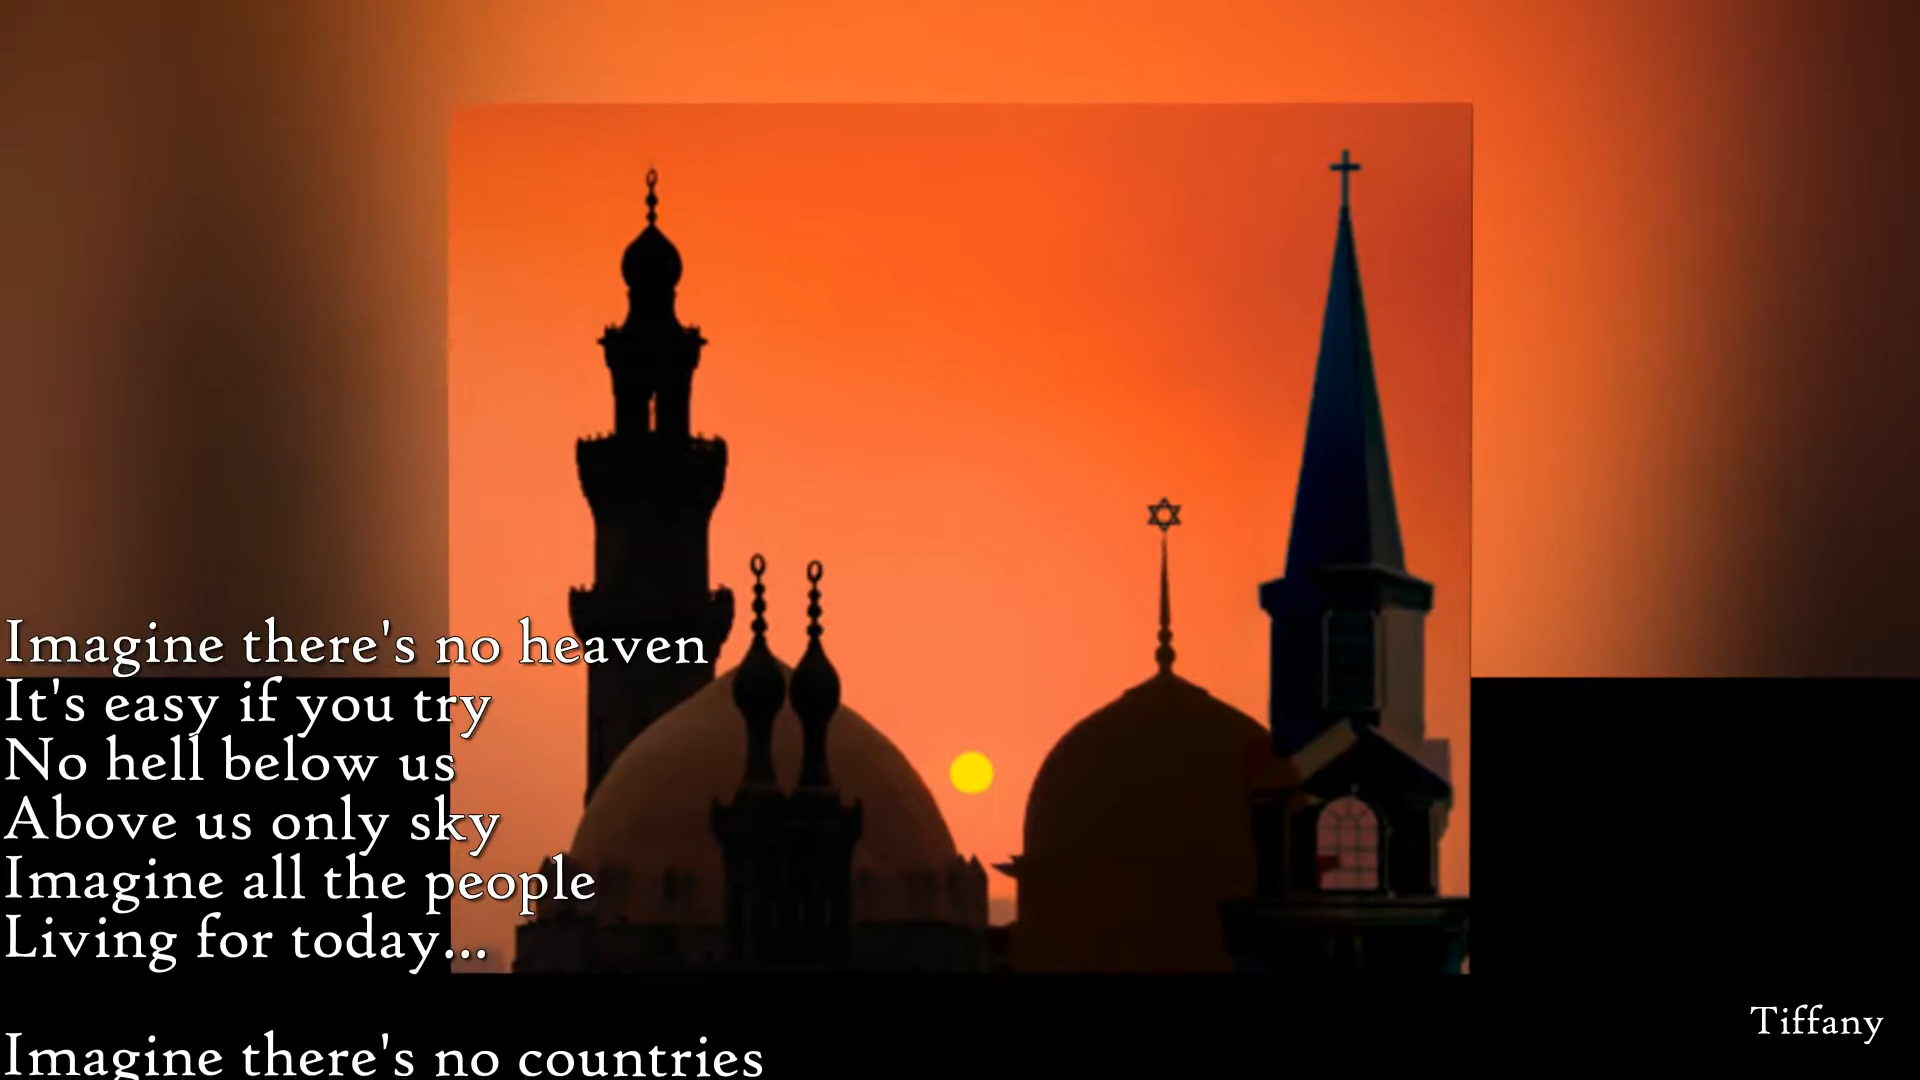 Imagine there's no heaven
It's easy if you try
No hell below us
Above us only sky
Imagine all the people
Living for today...
Imagine there's no countries
Tiffany